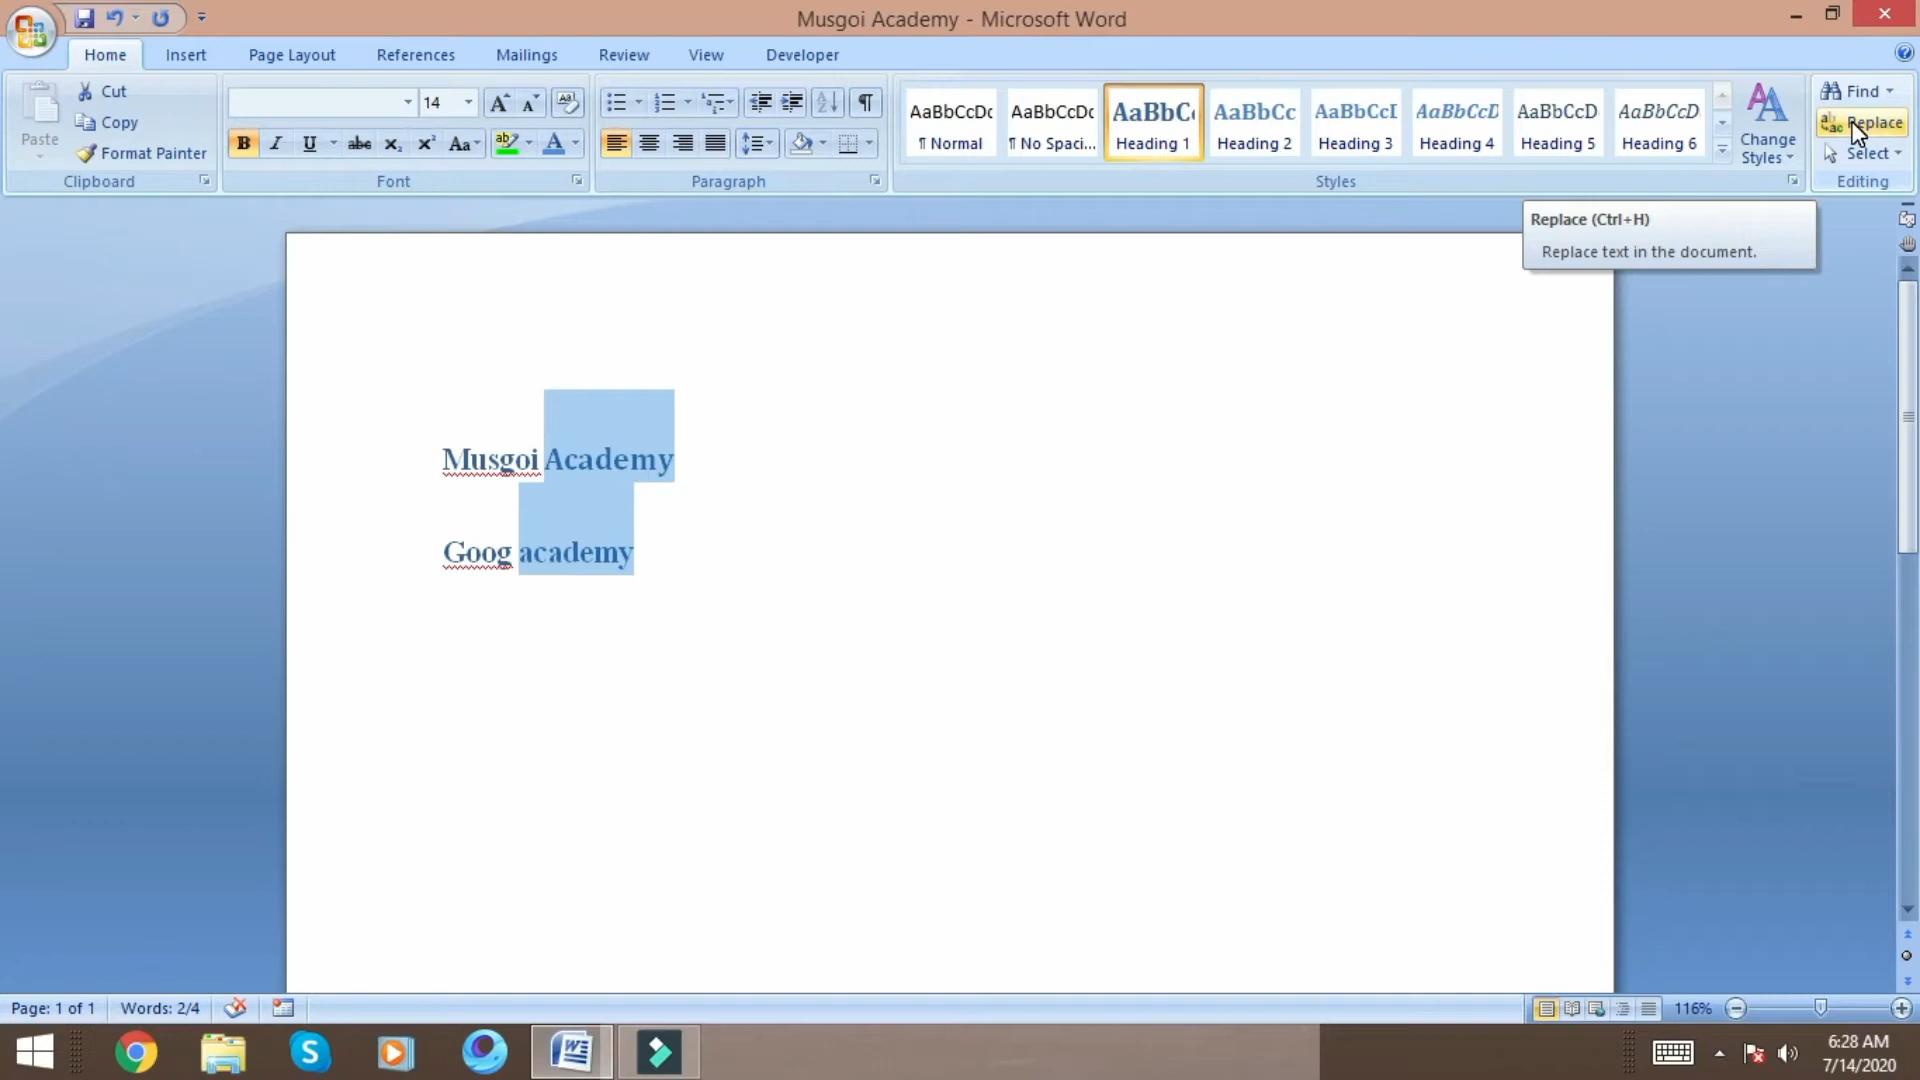 Musgoi Academy - Microsoft Word
Home Insert Page Layout References Mailings Review View Developer
Paste
Cut
Copy
Format Painter
Clipboard
14
Font
Paragraph
AaBbCcDc AaBbCcDc AaBbC AaBbCc AaBbCcI AaBbCcD AaBbCcD AaBbCcD
¶ Normal ¶ No Spaci... Heading 1 Heading 2 Heading 3 Heading 4 Heading 5 Heading 6
Styles
Change
Styles
Find
Replace
Select
Editing
Replace (Ctrl+H)
Replace text in the document.
Musgoi Academy
Goog academy
Page: 1 of 1 Words: 2/4 116%
6:28 AM
7/14/2020